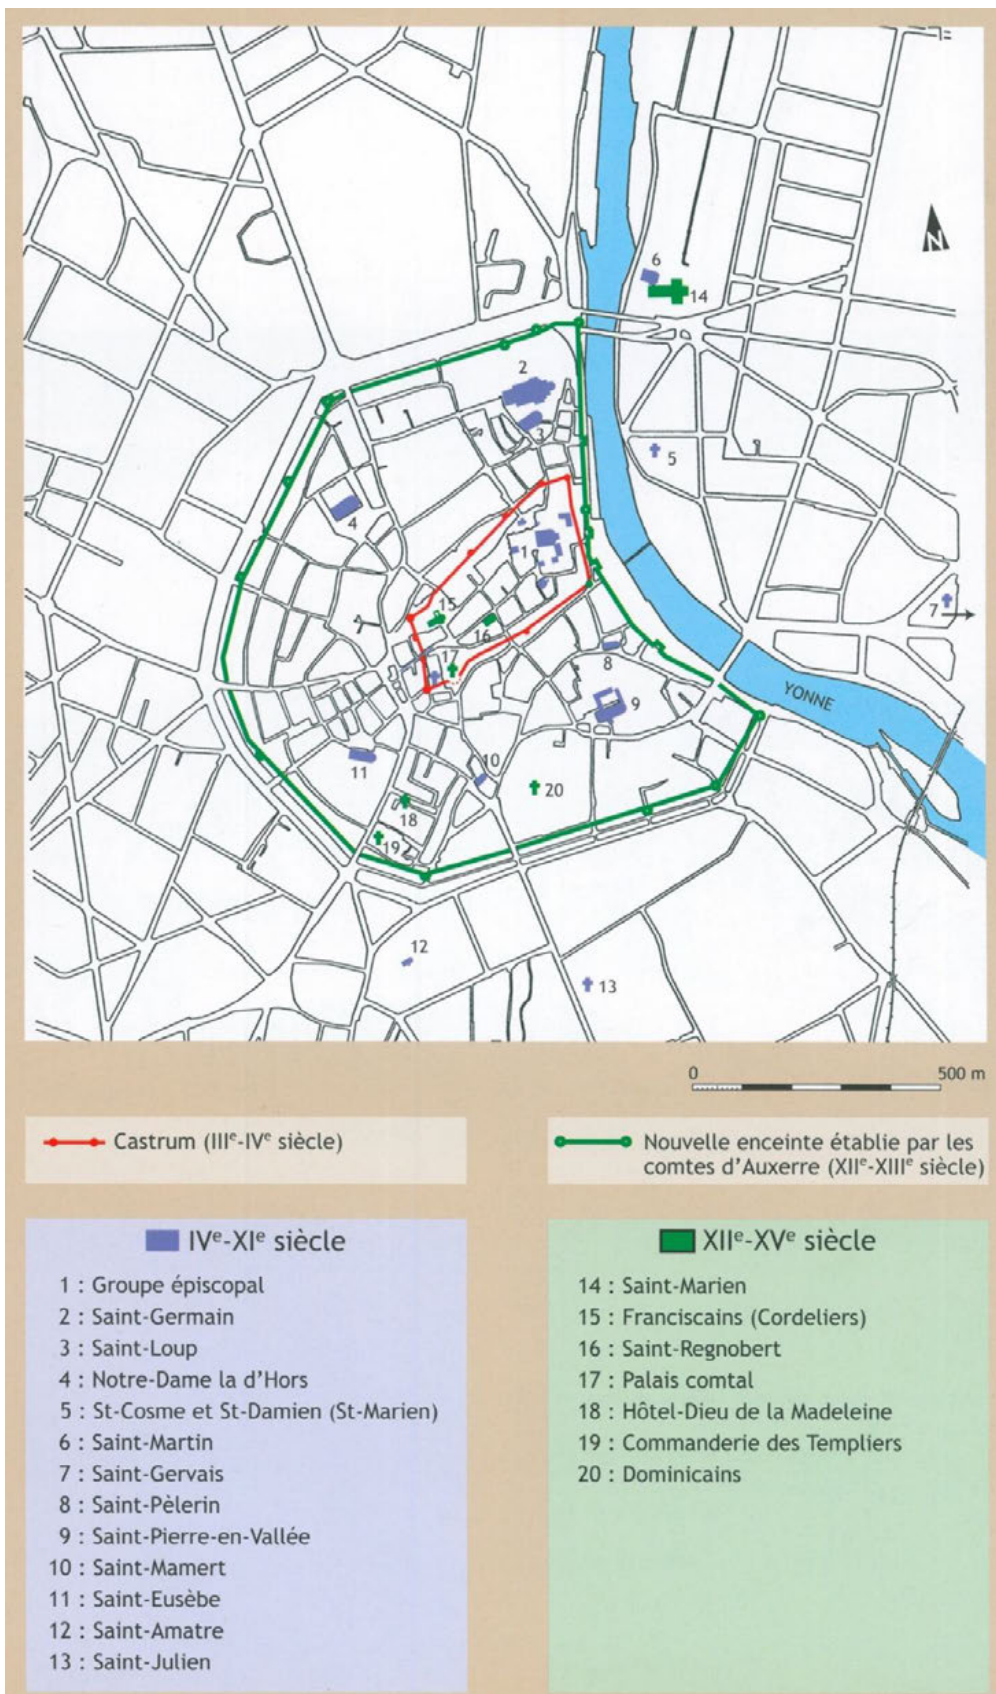 N
6
14
2
3
5
4
1
7
15
16
17
8
YONNE
9
11
10
20
18
19
12
13
0 500 m
Castrum (IIIe-IVe siècle)
Nouvelle enceinte établie par les
comtes d'Auxerre (XIIe-XIIIe siècle)
IVe-XIe siècle
1 : Groupe épiscopal
2 : Saint-Germain
3 : Saint-Loup
4 : Notre-Dame la d'Hors
5 : St-Cosme et St-Damien (St-Marien)
6 : Saint-Martin
7 : Saint-Gervais
8 : Saint-Pèlerin
9 : Saint-Pierre-en-Vallée
10 : Saint-Mamert
11 : Saint-Eusèbe
12 : Saint-Amatre
13 : Saint-Julien
XIIe-XVe siècle
14 : Saint-Marien
15 : Franciscains (Cordeliers)
16 : Saint-Regnobert
17 : Palais comtal
18 : Hôtel-Dieu de la Madeleine
19 : Commanderie des Templiers
20 : Dominicains